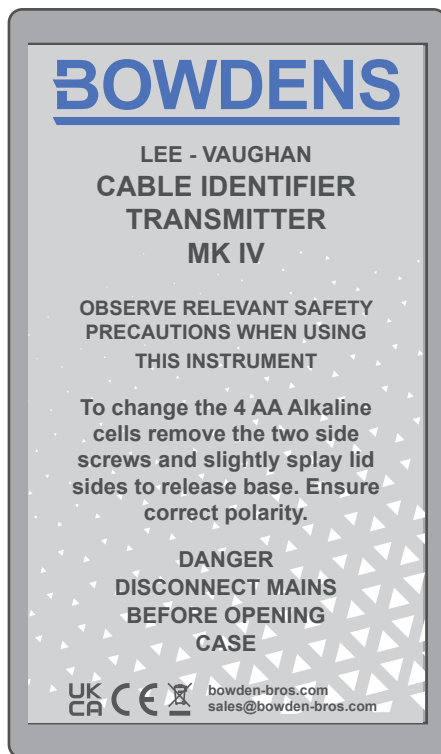 BOWDENS
LEE - VAUGHAN
CABLE IDENTIFIER
TRANSMITTER
MK IV
OBSERVE RELEVANT SAFETY
PRECAUTIONS WHEN USING
THIS INSTRUMENT
To change the 4 AA Alkaline
cells remove the two side
screws and slightly splay lid
sides to release base. Ensure
correct polarity.
DANGER
DISCONNECT MAINS
BEFORE OPENING
CASE
UK
CA CE
bowden-bros.com
sales@bowden-bros.com